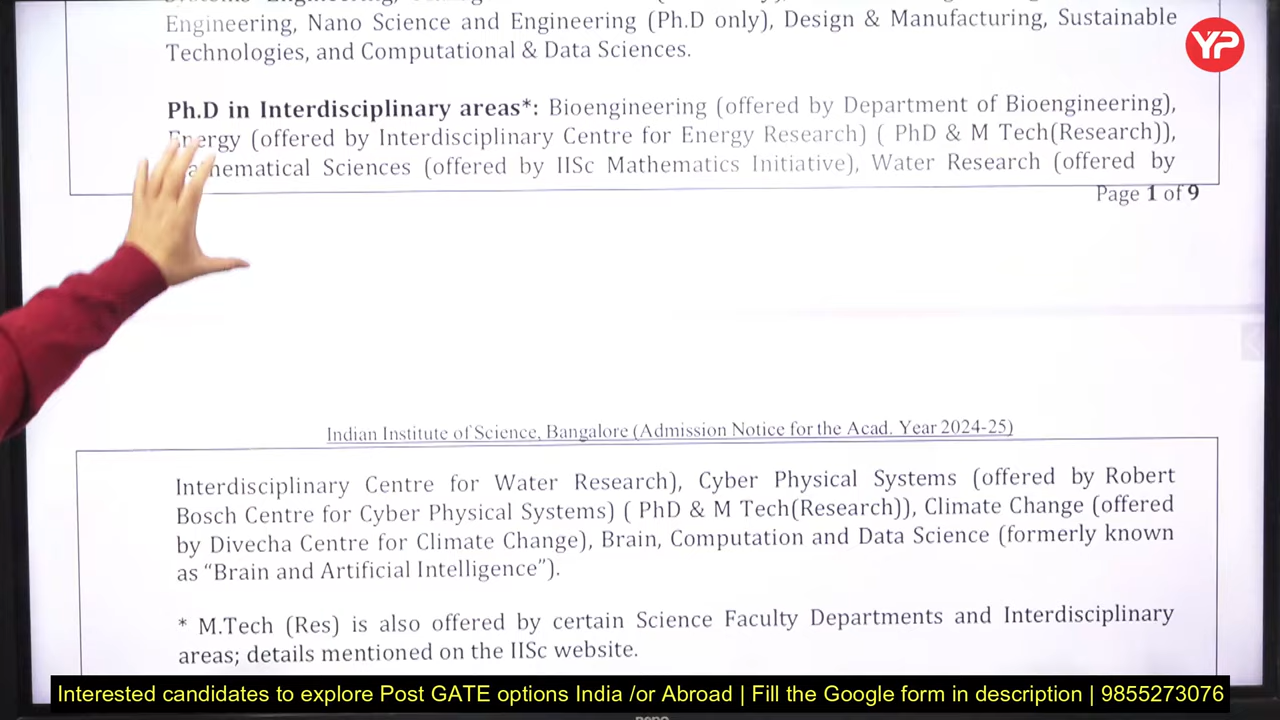 Engineering, Nano Science and Engineering (Ph.D only), Design & Manufacturing, Sustainable
YP
Technologies, and Computational & Data Sciences.
Ph.D in Interdisciplinary areas*: Bioengineering (offered by Department of Bioengineering),
Energy (offered by Interdisciplinary Centre for Energy Research) ( PhD & M Tech(Research)),
Sciences (offered by IISc Mathematics Initiative), Water Research (offered by
Page 1 of 9
Indian Institute of Science, Bangalore (Admission Notice for the Acad. Year 2024-25)
Interdisciplinary Centre for Water Research), Cyber Physical Systems (offered by Robert
Bosch Centre for Cyber Physical Systems) ( PhD & M Tech(Research)), Climate Change (offered
by Divecha Centre for Climate Change), Brain, Computation and Data Science (formerly known
as “Brain and Artificial Intelligence”).
* M.Tech (Res) is also offered by certain Science Faculty Departments and Interdisciplinary
areas; details mentioned on the IISc website.
Interested candidates to explore Post GATE options India /or Abroad | Fill the Google form in description | 9855273076